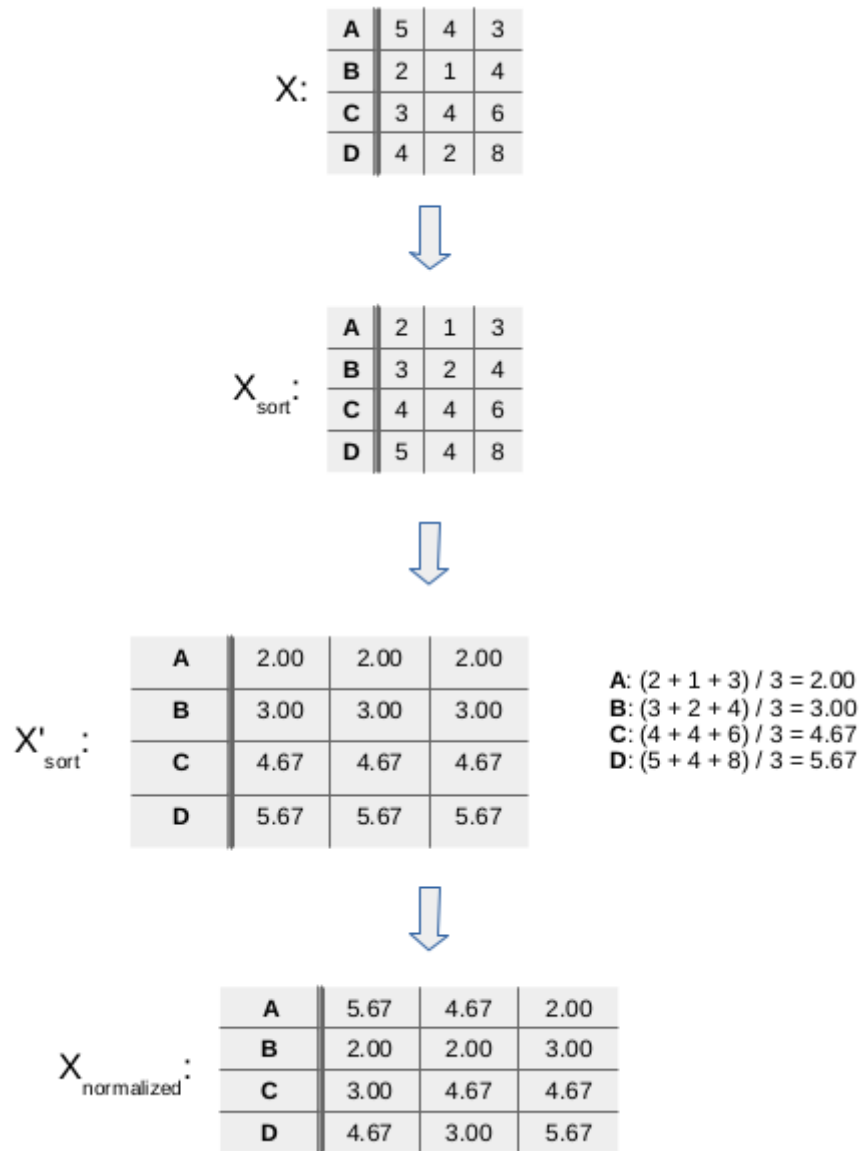 X:
A 5 4 3
B 2 1 4
C 3 4 6
D 4 2 8
Xsort:
A 2 1 3
B 3 2 4
C 4 4 6
D 5 4 8
X'sort:
A 2.00 2.00 2.00
B 3.00 3.00 3.00
C 4.67 4.67 4.67
D 5.67 5.67 5.67
A: (2 + 1 + 3) / 3 = 2.00
B: (3 + 2 + 4) / 3 = 3.00
C: (4 + 4 + 6) / 3 = 4.67
D: (5 + 4 + 8) / 3 = 5.67
Xnormalized:
A 5.67 4.67 2.00
B 2.00 2.00 3.00
C 3.00 4.67 4.67
D 4.67 3.00 5.67